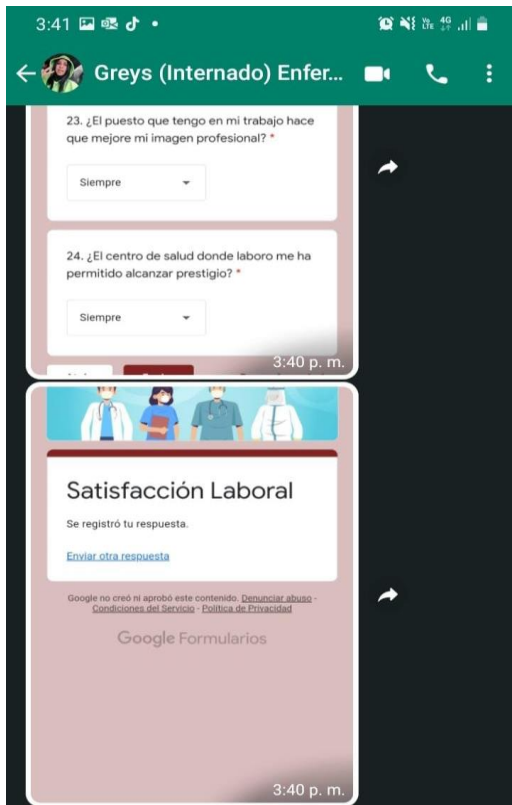 3:41
VoLTE 4G
Greys (Internado) Enfer...
23. ¿El puesto que tengo en mi trabajo hace
que mejore mi imagen profesional? *
Siempre
24. ¿El centro de salud donde laboro me ha
permitido alcanzar prestigio? *
Siempre
3:40 p. m.
Satisfacción Laboral
Se registró tu respuesta.
Enviar otra respuesta
Google no creó ni aprobó este contenido. Denunciar abuso -
Condiciones del Servicio - Política de Privacidad
Google Formularios
3:40 p. m.